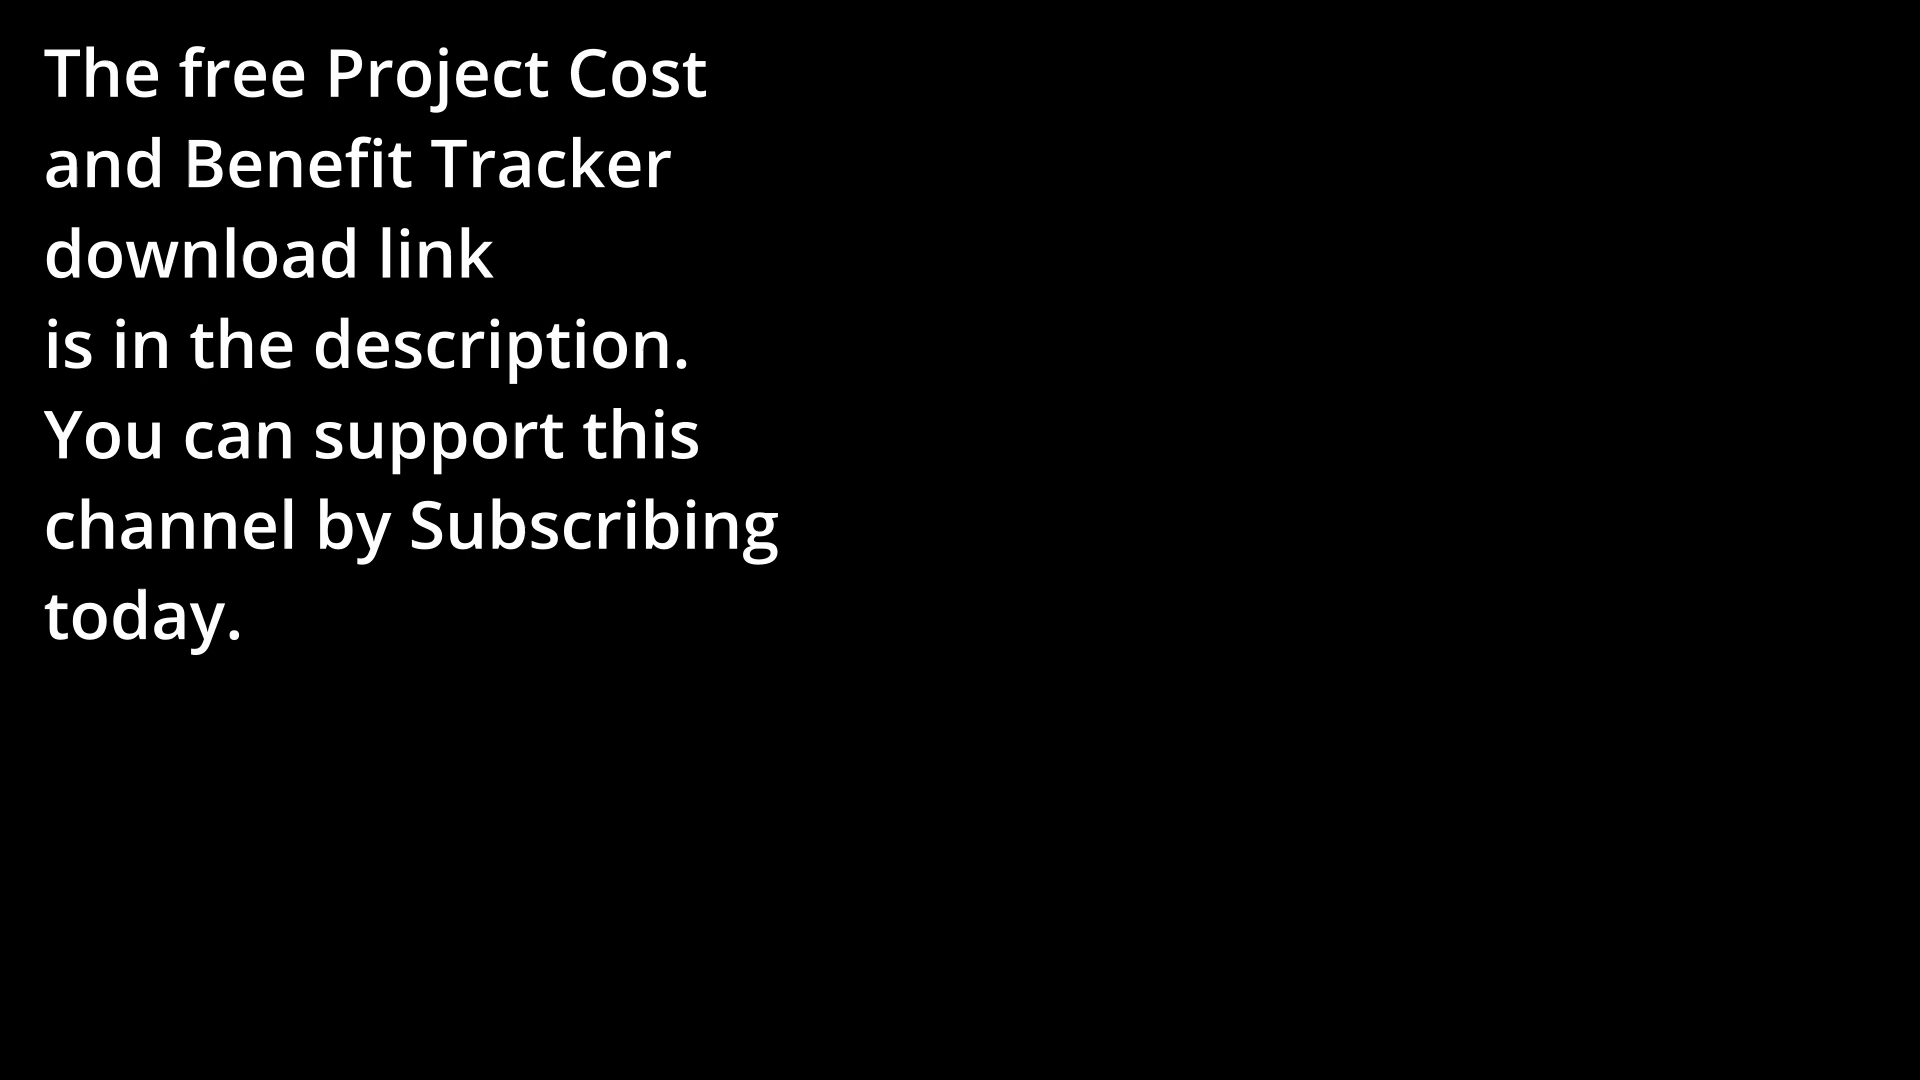 The free Project Cost
and Benefit Tracker
download link
is in the description.
You can support this
channel by Subscribing
today.